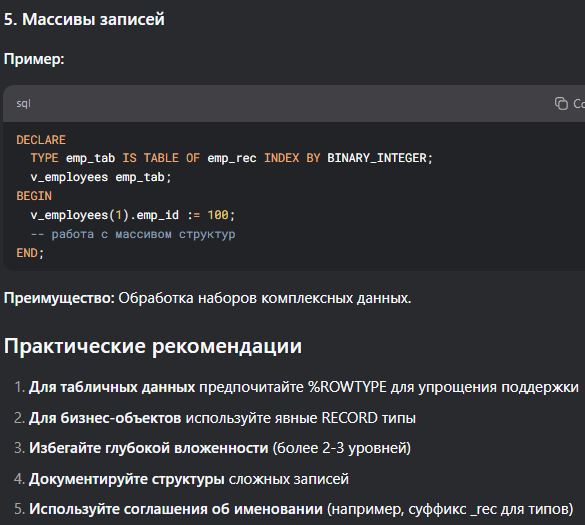 5. Массивы записей
Пример:
sql
Co
DECLARE
TYPE emp_tab IS TABLE OF emp_rec INDEX BY BINARY_INTEGER;
v_employees emp_tab;
BEGIN
v_employees(1).emp_id := 100;
-- работа с массивом структур
END;
Преимущество: Обработка наборов комплексных данных.
Практические рекомендации
1. Для табличных данных предпочитайте %ROWTYPE для упрощения поддержки
2. Для бизнес-объектов используйте явные RECORD типы
3. Избегайте глубокой вложенности (более 2-3 уровней)
4. Документируйте структуры сложных записей
5. Используйте соглашения об именовании (например, суффикс _rec для типов)